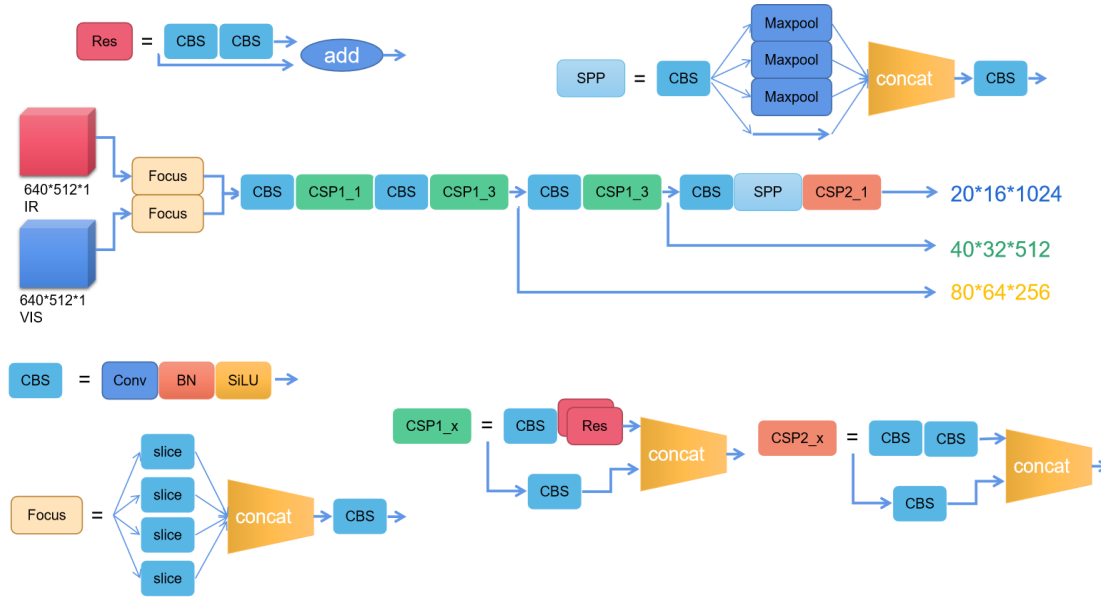 Res = CBS CBS add
SPP = CBS Maxpool Maxpool Maxpool concat CBS
640*512*1
IR
640*512*1
VIS
Focus
Focus
CBS CSP1_1 CBS CSP1_3 CBS CSP1_3 CBS SPP CSP2_1 20*16*1024
40*32*512
80*64*256
CBS = Conv BN SiLU
Focus = slice slice slice slice concat CBS
CSP1_x = CBS Res CBS concat
CSP2_x = CBS CBS CBS concat